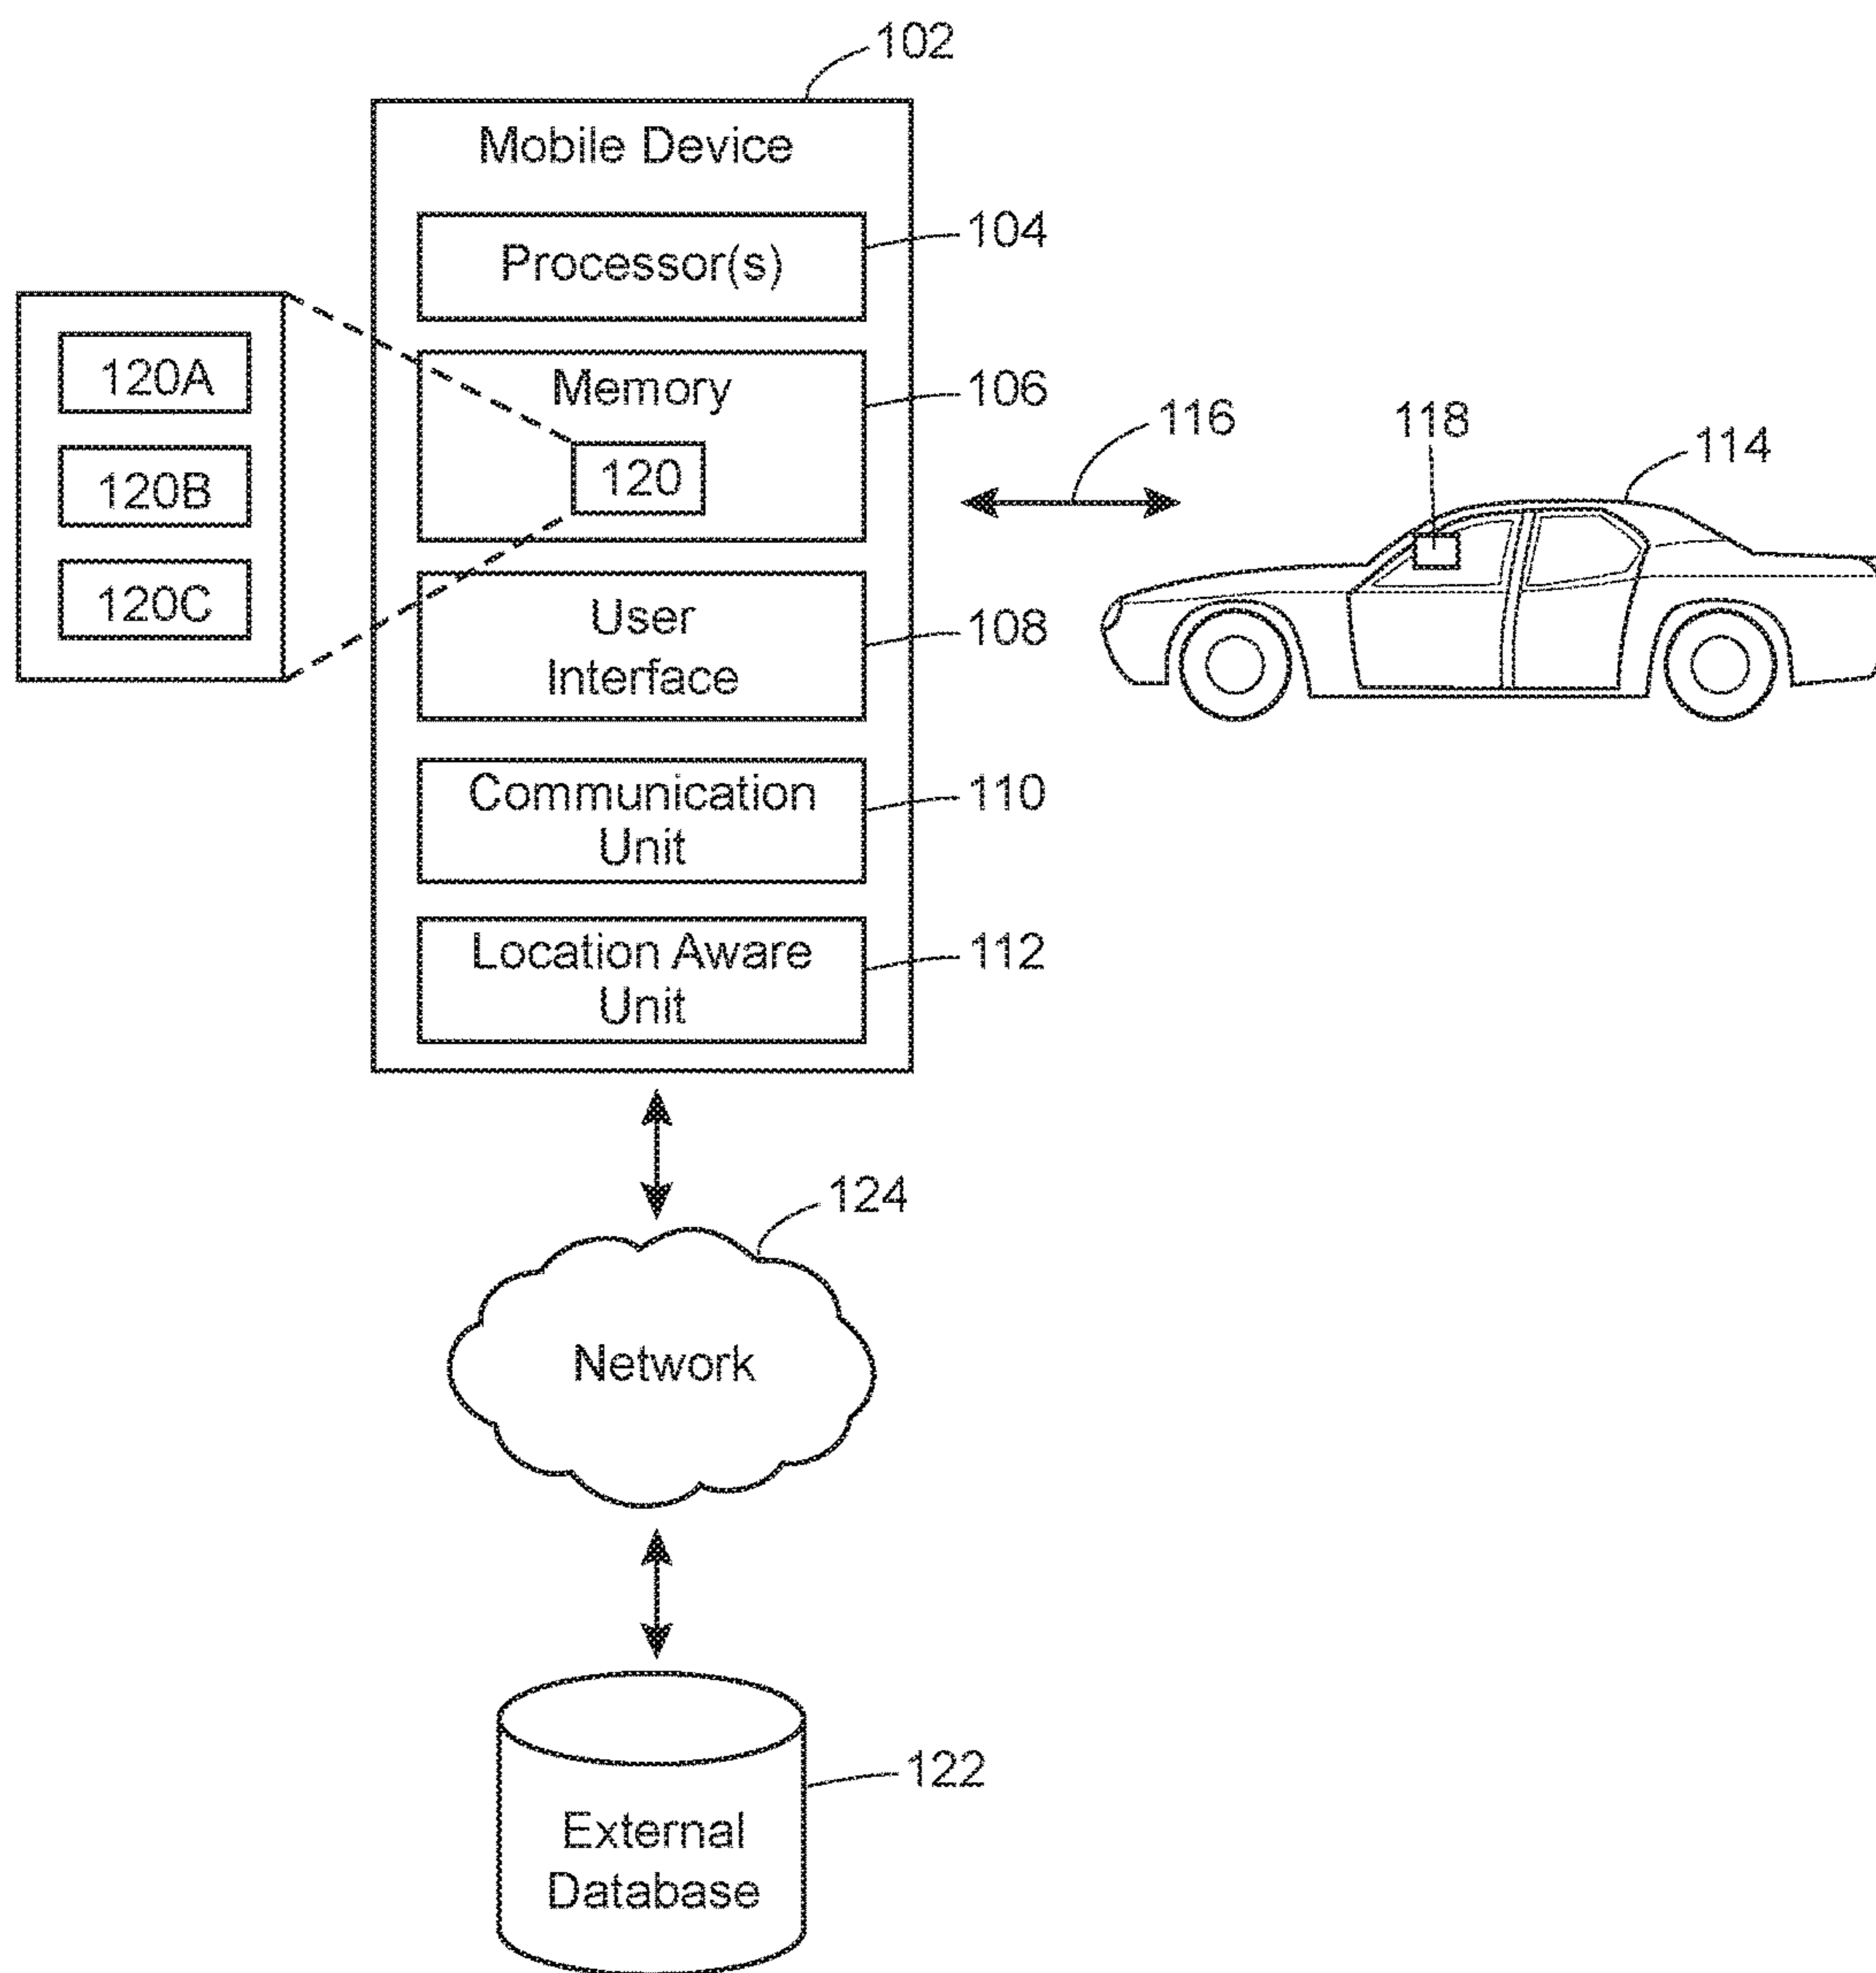 102
Mobile Device
Processor(s)
104
120A
120B
120C
Memory
120
106
116
118
114
User
Interface
108
Communication
Unit
110
Location Aware
Unit
112
124
Network
122
External
Database